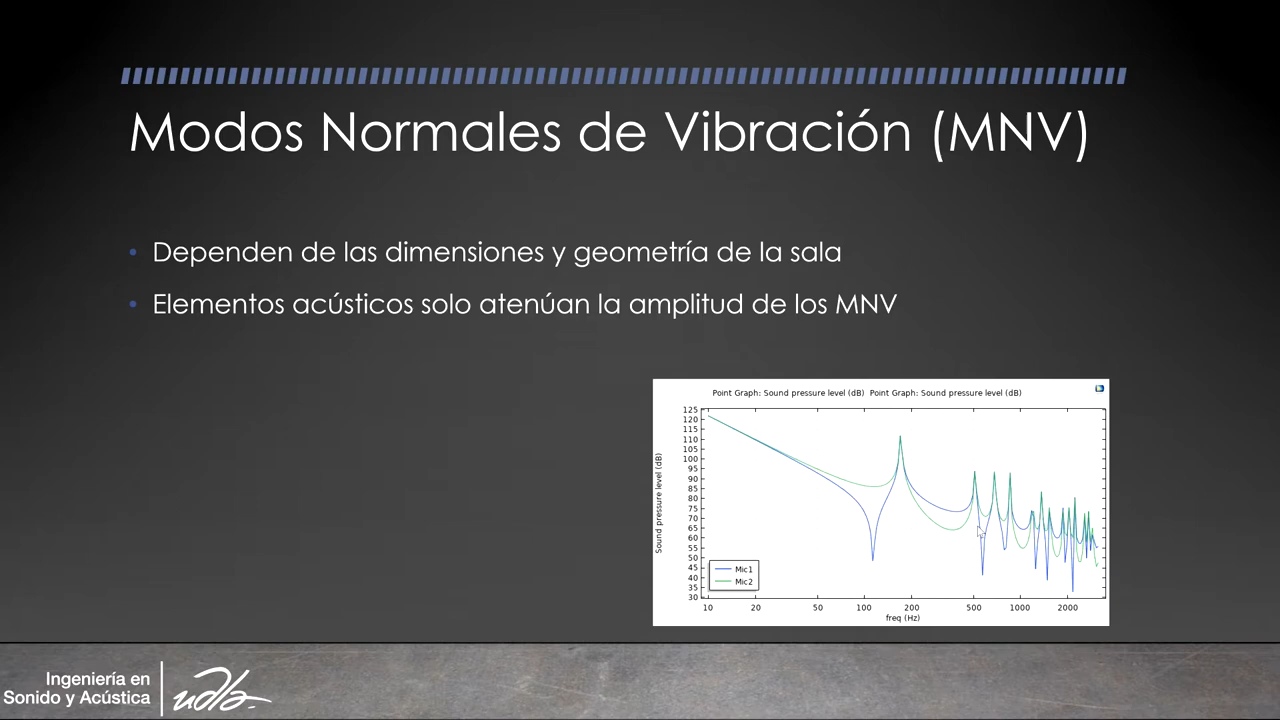 Modos Normales de Vibración (MNV)
• Dependen de las dimensiones y geometría de la sala
• Elementos acústicos solo atenúan la amplitud de los MNV
Point Graph: Sound pressure level (dB) Point Graph: Sound pressure level (dB)
Sound pressure level (dB)
125
120
115
110
105
100
95
90
85
80
75
70
65
60
55
50
45
40
35
30
Mic1
Mic2
10 20 50 100 200 500 1000 2000
freq (Hz)
Ingeniería en
Sonido y Acústica
udla